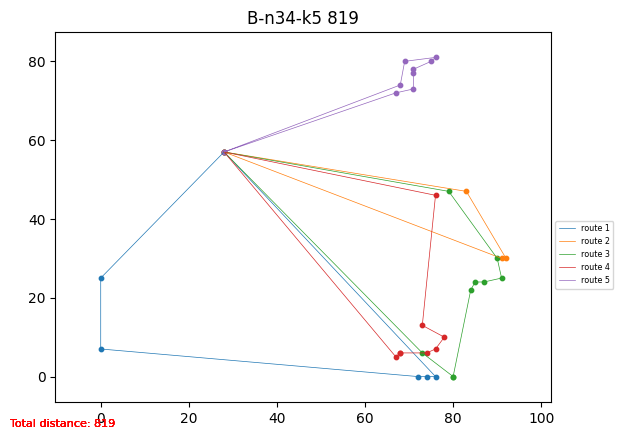 B-n34-k5 819
80
60
40
20
0
0 20 40 60 80 100
route 1
route 2
route 3
route 4
route 5
Total distance: 819